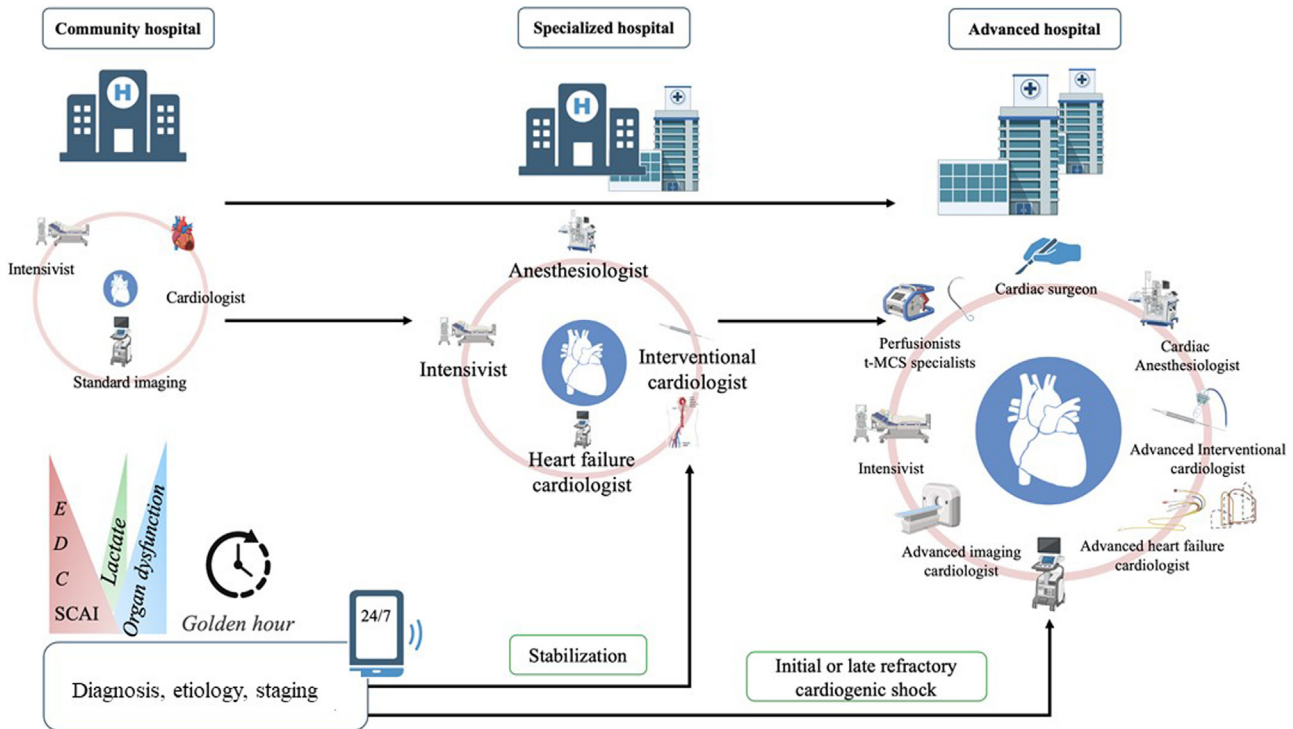 Community hospital
Specialized hospital
Advanced hospital
H
H
Intensivist
Cardiologist
Standard imaging
Anesthesiologist
Intensivist
Interventional
cardiologist
Heart failure
cardiologist
Cardiac surgeon
Perfusionists
t-MCS specialists
Cardiac
Anesthesiologist
Intensivist
Advanced Interventional
cardiologist
Advanced imaging
cardiologist
Advanced heart failure
cardiologist
E
D
C
SCAI
Lactate
Organ dysfunction
Golden hour
24/7
Diagnosis, etiology, staging
Stabilization
Initial or late refractory
cardiogenic shock